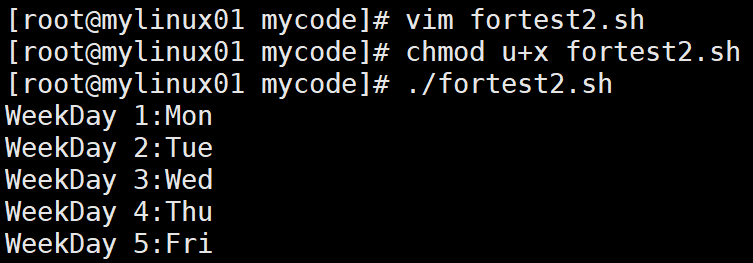 [root@mylinux01 mycode]# vim fortest2.sh
[root@mylinux01 mycode]# chmod u+x fortest2.sh
[root@mylinux01 mycode]# ./fortest2.sh
WeekDay 1:Mon
WeekDay 2:Tue
WeekDay 3:Wed
WeekDay 4:Thu
WeekDay 5:Fri